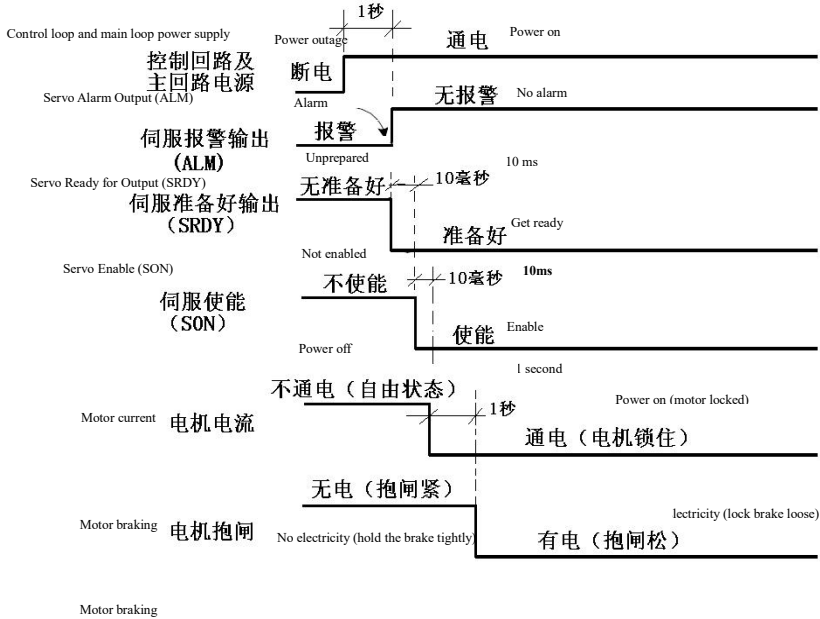 1秒
Control loop and main loop power supply
Power outage
通电
Power on
控制回路及
主回路电源
断电
Servo Alarm Output (ALM)
Alarm
无报警
No alarm
报警
伺服报警输出
(ALM)
Unprepared
10 ms
Servo Ready for Output (SRDY)
无准备好
10毫秒
伺服准备好输出
(SRDY)
准备好
Get ready
Not enabled
Servo Enable (SON)
不使能
10毫秒
10ms
伺服使能
(SON)
使能
Enable
Power off
1 second
不通电(自由状态)
1秒
Power on (motor locked)
Motor current
电机电流
通电(电机锁住)
无电(抱闸紧)
lectricity (lock brake loose)
Motor braking
电机抱闸
No electricity (hold the brake tightly)
有电(抱闸松)
Motor braking